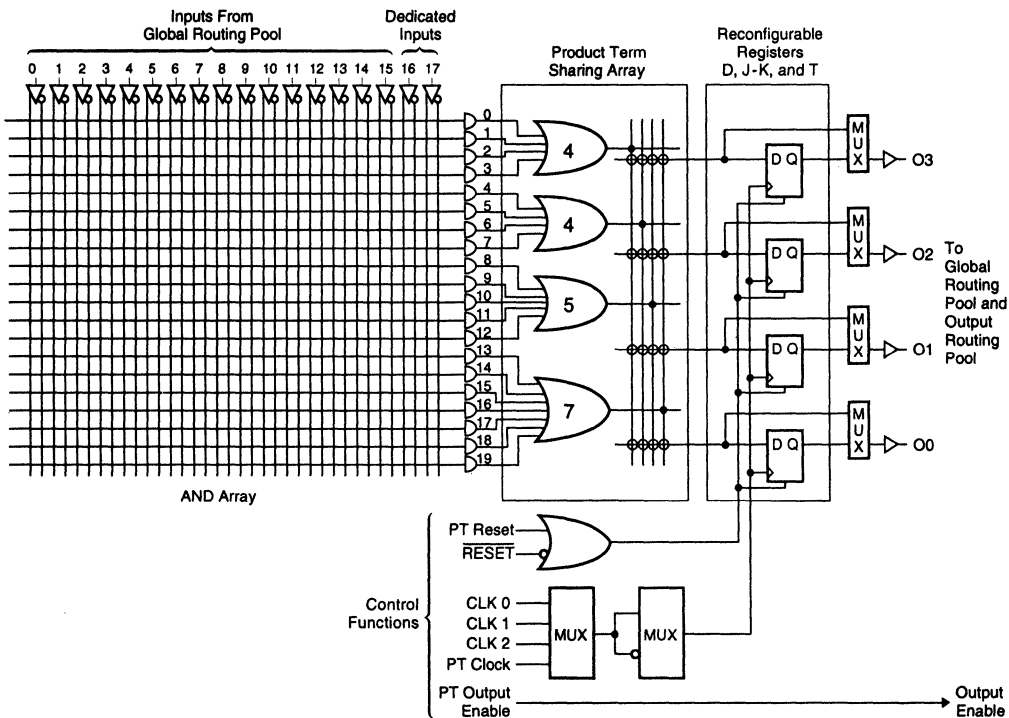 Inputs From
Global Routing Pool
Dedicated
Inputs
0 1 2 3 4 5 6 7 8 9 10 11 12 13 14 15 16 17
Product Term
Sharing Array
Reconfigurable
Registers
D, J-K, and T
0
1
2
3
4
5
6
7
8
9
10
11
12
13
14
15
16
17
18
19
4
4
5
7
D Q
MUX
O3
D Q
MUX
O2
D Q
MUX
O1
D Q
MUX
O0
To
Global
Routing
Pool and
Output
Routing
Pool
AND Array
Control
Functions
PT Reset
RESET
CLK 0
CLK 1
CLK 2
PT Clock
MUX
MUX
PT Output
Enable
Output
Enable